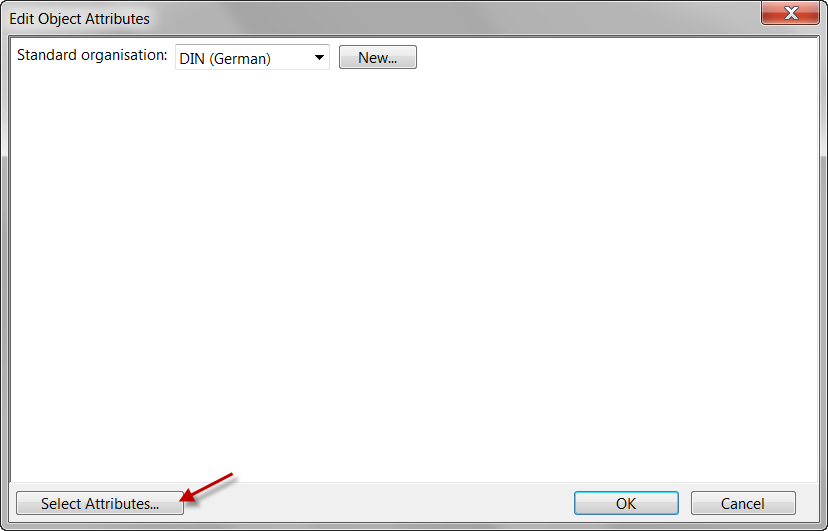 Edit Object Attributes
Standard organisation: DIN (German) New...
Select Attributes... OK Cancel